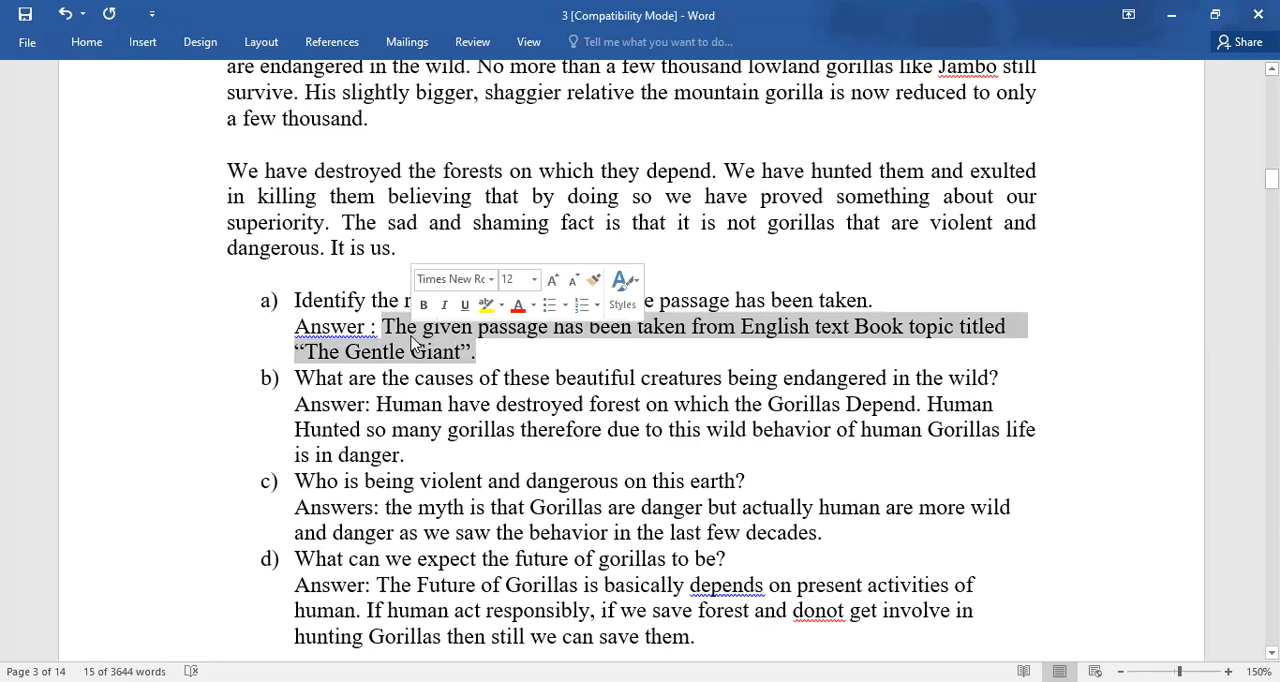 3 [Compatibility Mode] - Word
File Home Insert Design Layout References Mailings Review View Tell me what you want to do... Share
are endangered in the wild. No more than a few thousand lowland gorillas like Jambo still
survive. His slightly bigger, shaggier relative the mountain gorilla is now reduced to only
a few thousand.
We have destroyed the forests on which they depend. We have hunted them and exulted
in killing them believing that by doing so we have proved something about our
superiority. The sad and shaming fact is that it is not gorillas that are violent and
dangerous. It is us.
Times New Ro 12
B I U ab A Styles
a) Identify the r e passage has been taken.
Answer : The given passage has been taken from English text Book topic titled
“The Gentle Giant”.
b) What are the causes of these beautiful creatures being endangered in the wild?
Answer: Human have destroyed forest on which the Gorillas Depend. Human
Hunted so many gorillas therefore due to this wild behavior of human Gorillas life
is in danger.
c) Who is being violent and dangerous on this earth?
Answers: the myth is that Gorillas are danger but actually human are more wild
and danger as we saw the behavior in the last few decades.
d) What can we expect the future of gorillas to be?
Answer: The Future of Gorillas is basically depends on present activities of
human. If human act responsibly, if we save forest and donot get involve in
hunting Gorillas then still we can save them.
Page 3 of 14 15 of 3644 words 150%